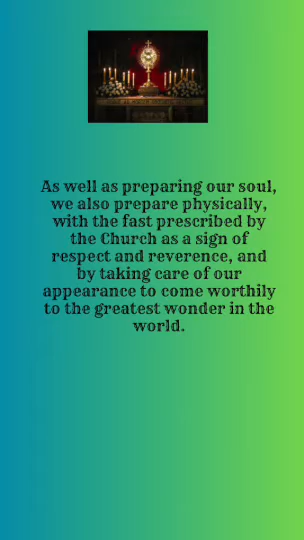 As well as preparing our soul,
we also prepare physically,
with the fast prescribed by
the Church as a sign of
respect and reverence, and
by taking care of our
appearance to come worthily
to the greatest wonder in the
world.